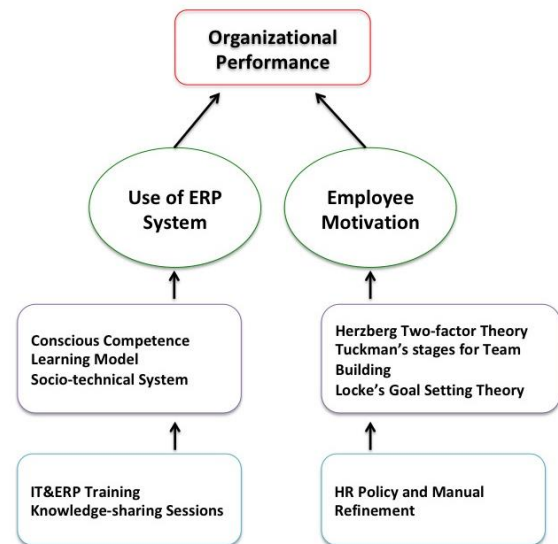 Organizational
Performance
Use of ERP
System
Employee
Motivation
Conscious Competence
Learning Model
Socio-technical System
Herzberg Two-factor Theory
Tuckman's stages for Team
Building
Locke's Goal Setting Theory
IT&ERP Training
Knowledge-sharing Sessions
HR Policy and Manual
Refinement